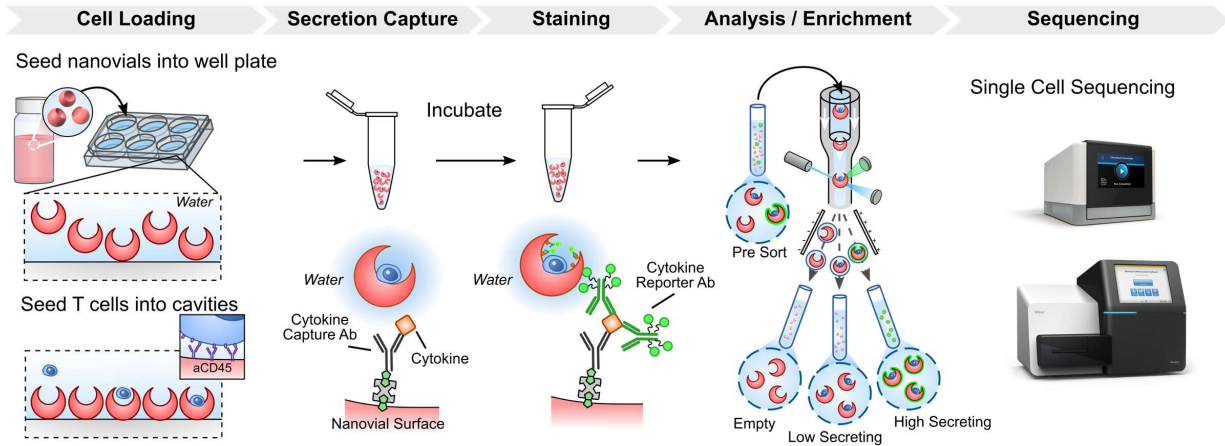 Cell Loading
Secretion Capture
Staining
Analysis / Enrichment
Sequencing
Seed nanovials into well plate
Water
Seed T cells into cavities
aCD45
Incubate
Water
Cytokine
Capture Ab
Cytokine
Nanovial Surface
Water
Cytokine
Reporter Ab
Pre Sort
Empty
Low Secreting
High Secreting
Single Cell Sequencing